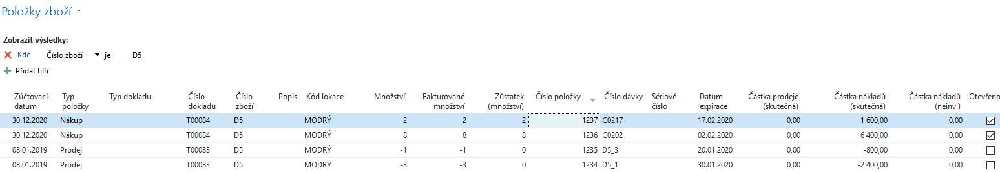 Položky zboží
Zobrazit výsledky:
Kde Číslo zboží je D5
Přidat filtr
Zúčtovací datum Typ položky Typ dokladu Číslo dokladu Číslo zboží Popis Kód lokace Množství Fakturované množství Zůstatek (množství) Číslo položky Číslo dávky Sériové číslo Datum expirace Částka prodeje (skutečná) Částka nákladů (skutečná) Částka nákladů (neinv.) Otevřeno
30.12.2020 Nákup T00084 D5 MODRÝ 2 2 2 1237 C0217 17.02.2020 0,00 1 600,00 0,00
30.12.2020 Nákup T00084 D5 MODRÝ 8 8 8 1236 C0202 02.02.2020 0,00 6 400,00 0,00
08.01.2019 Prodej T00083 D5 MODRÝ -1 -1 0 1235 D5_3 20.01.2020 0,00 -800,00 0,00
08.01.2019 Prodej T00083 D5 MODRÝ -3 -3 0 1234 D5_1 30.01.2020 0,00 -2 400,00 0,00